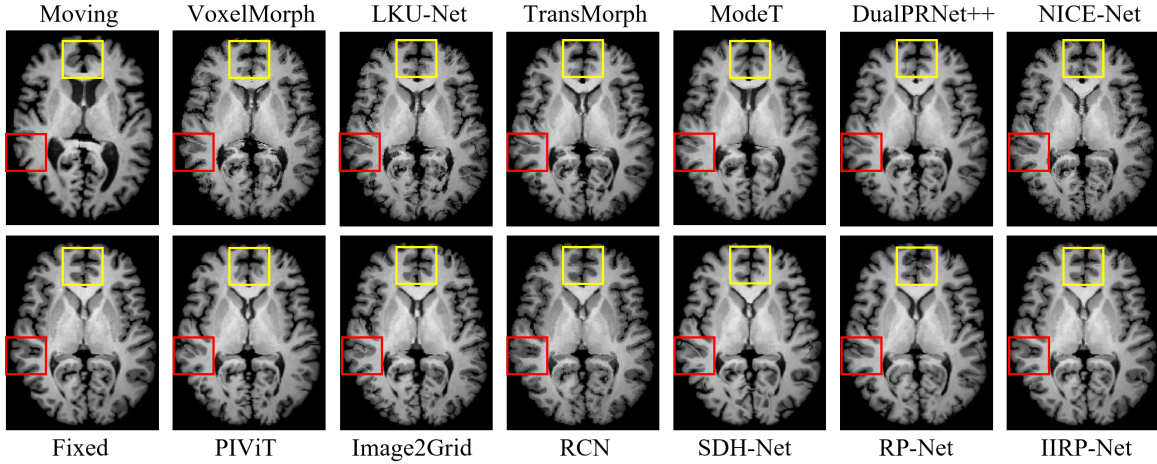 Moving VoxelMorph LKU-Net TransMorph ModeT DualPRNet++ NICE-Net
Fixed PIViT Image2Grid RCN SDH-Net RP-Net IIRP-Net